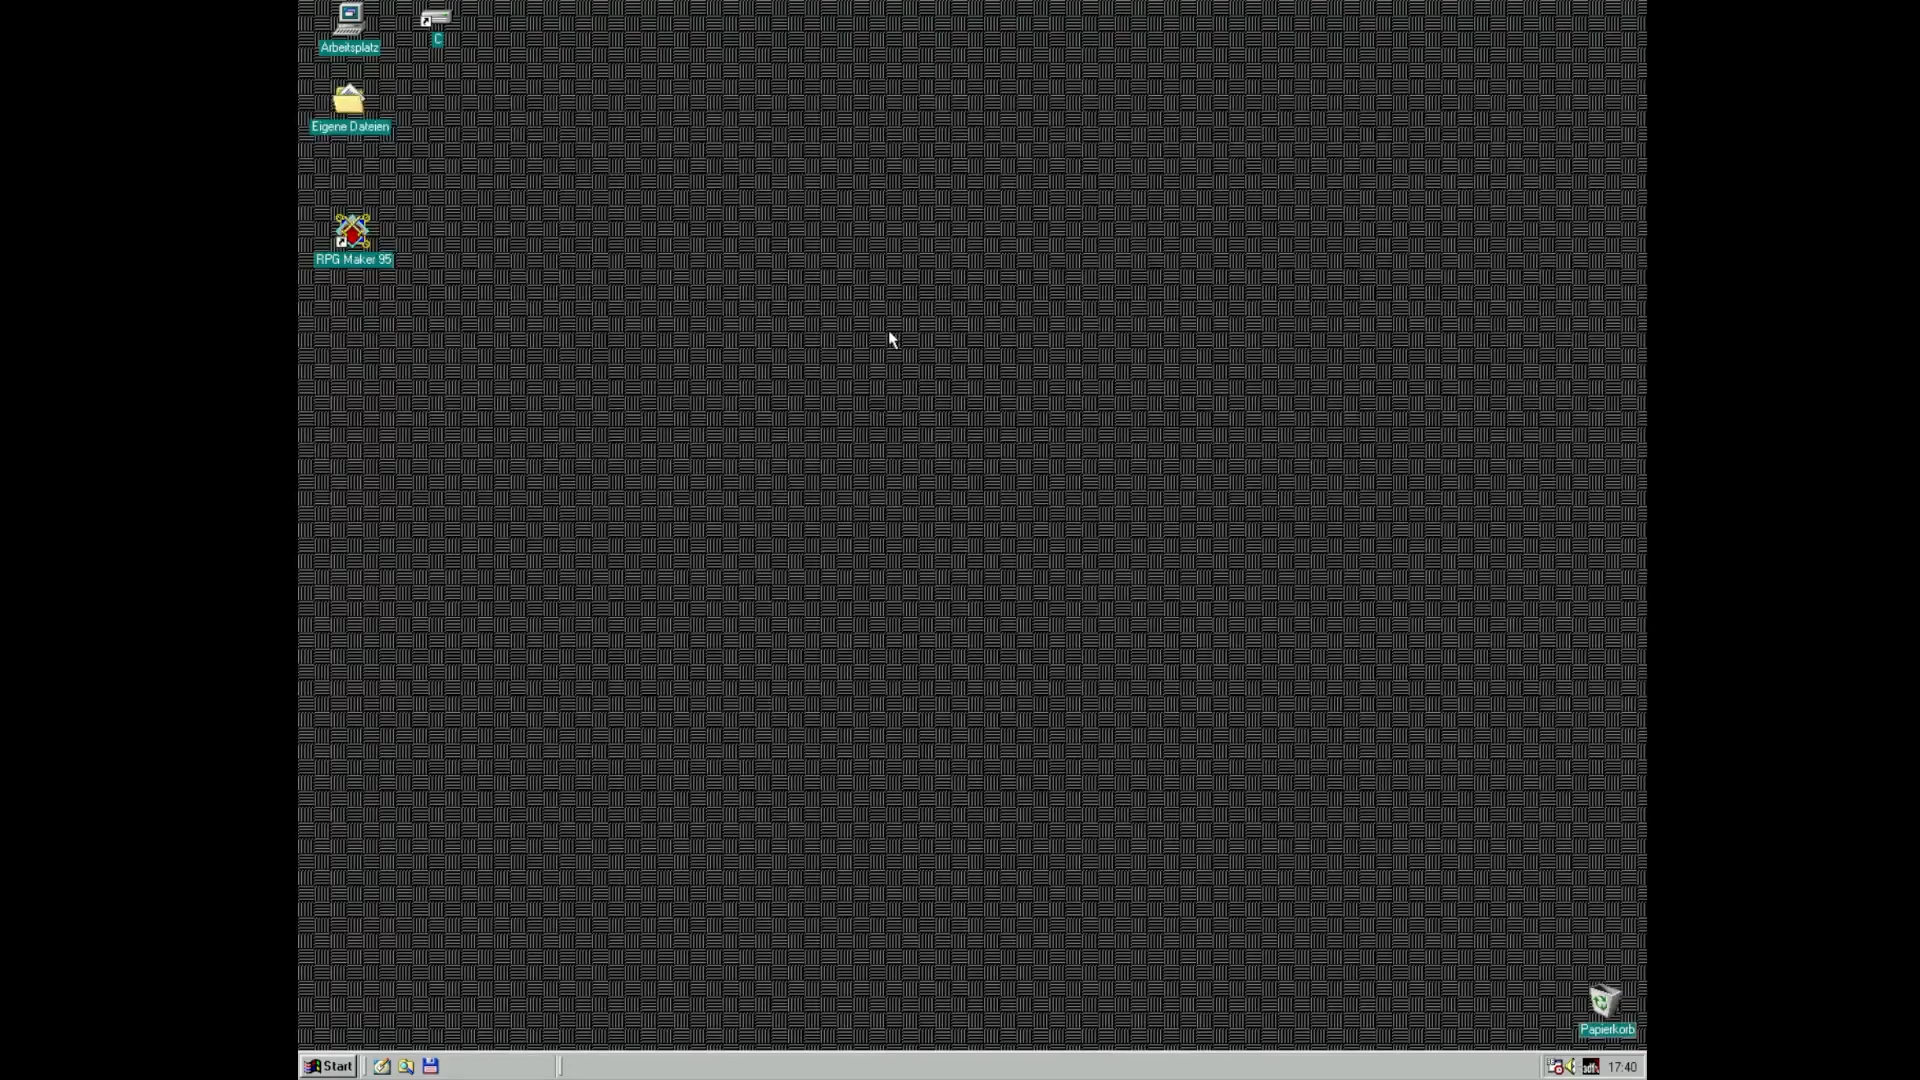 Arbeitsplatz
C
Eigene Dateien
RPG Maker 95
Papierkorb
Start
17:40